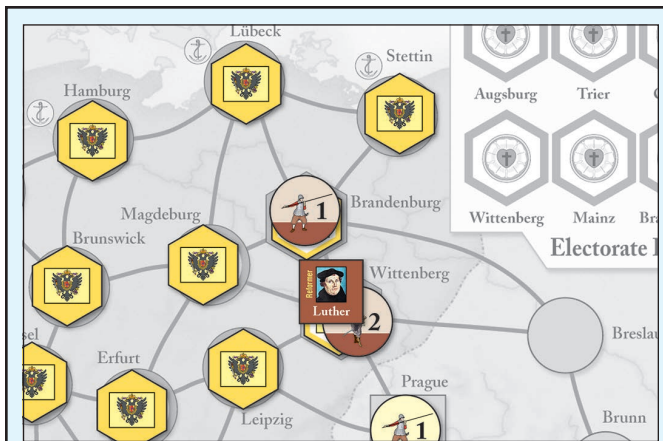 Lübeck
Stettin
Hamburg
Augsburg
Trier
Magdeburg
1
Brandenburg
Wittenberg
Mainz
Brunswick
Electorate
Reformer
Luther
Wittenberg
2
Breslau
Erfurt
Leipzig
Prague
1
Brunn